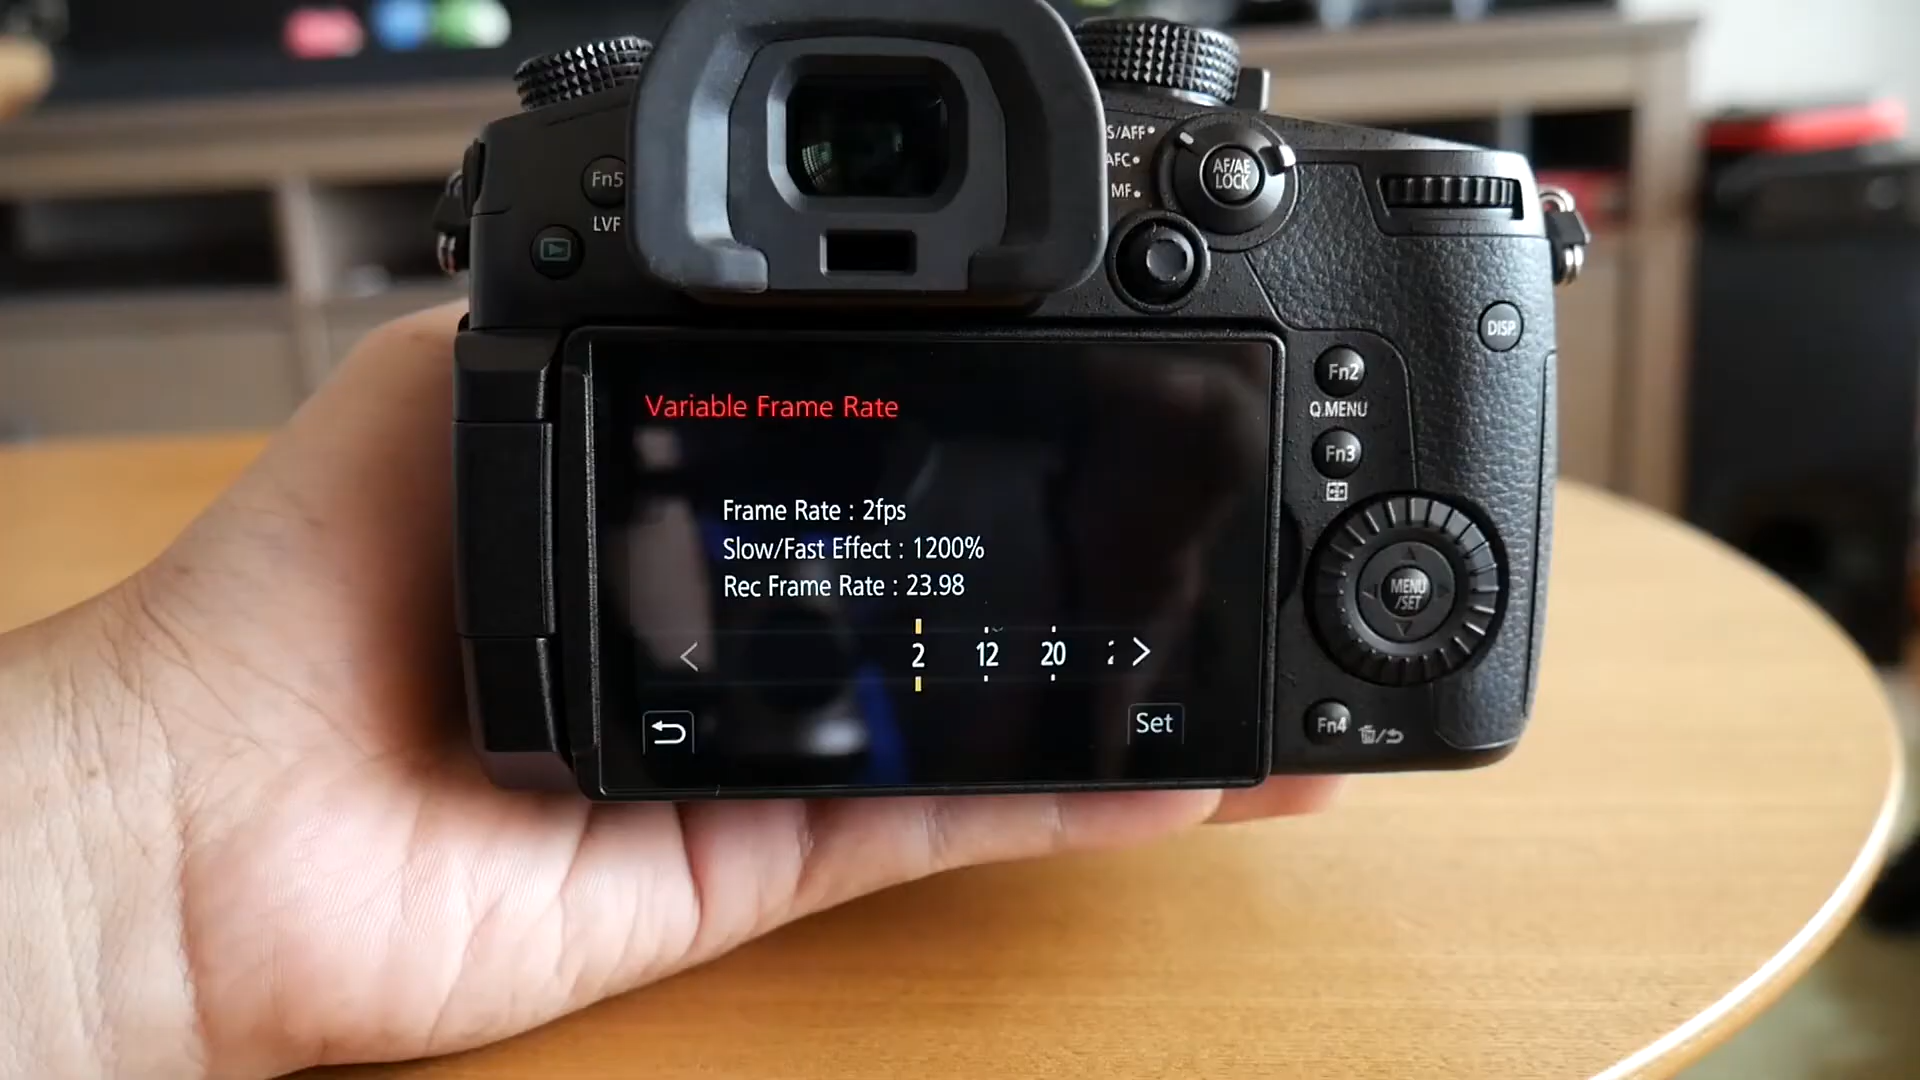 S/AFF
AFC
MF
AF/AE
LOCK
Fn5
LVF
DISP.
Fn2
Q.MENU
Fn3
Variable Frame Rate
Frame Rate : 2fps
Slow/Fast Effect : 1200%
Rec Frame Rate : 23.98
2 12 20
MENU
/SET
Set
Fn4